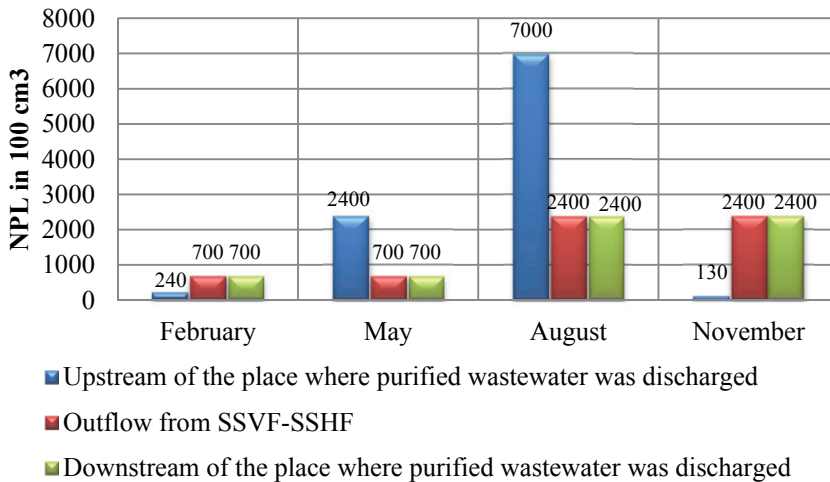 NPL in 100 cm3
8000
7000
6000
5000
4000
3000
2000
1000
0
240
700
700
2400
700
700
7000
2400
2400
130
2400
2400
February
May
August
November
Upstream of the place where purified wastewater was discharged
Outflow from SSVF-SSHF
Downstream of the place where purified wastewater was discharged